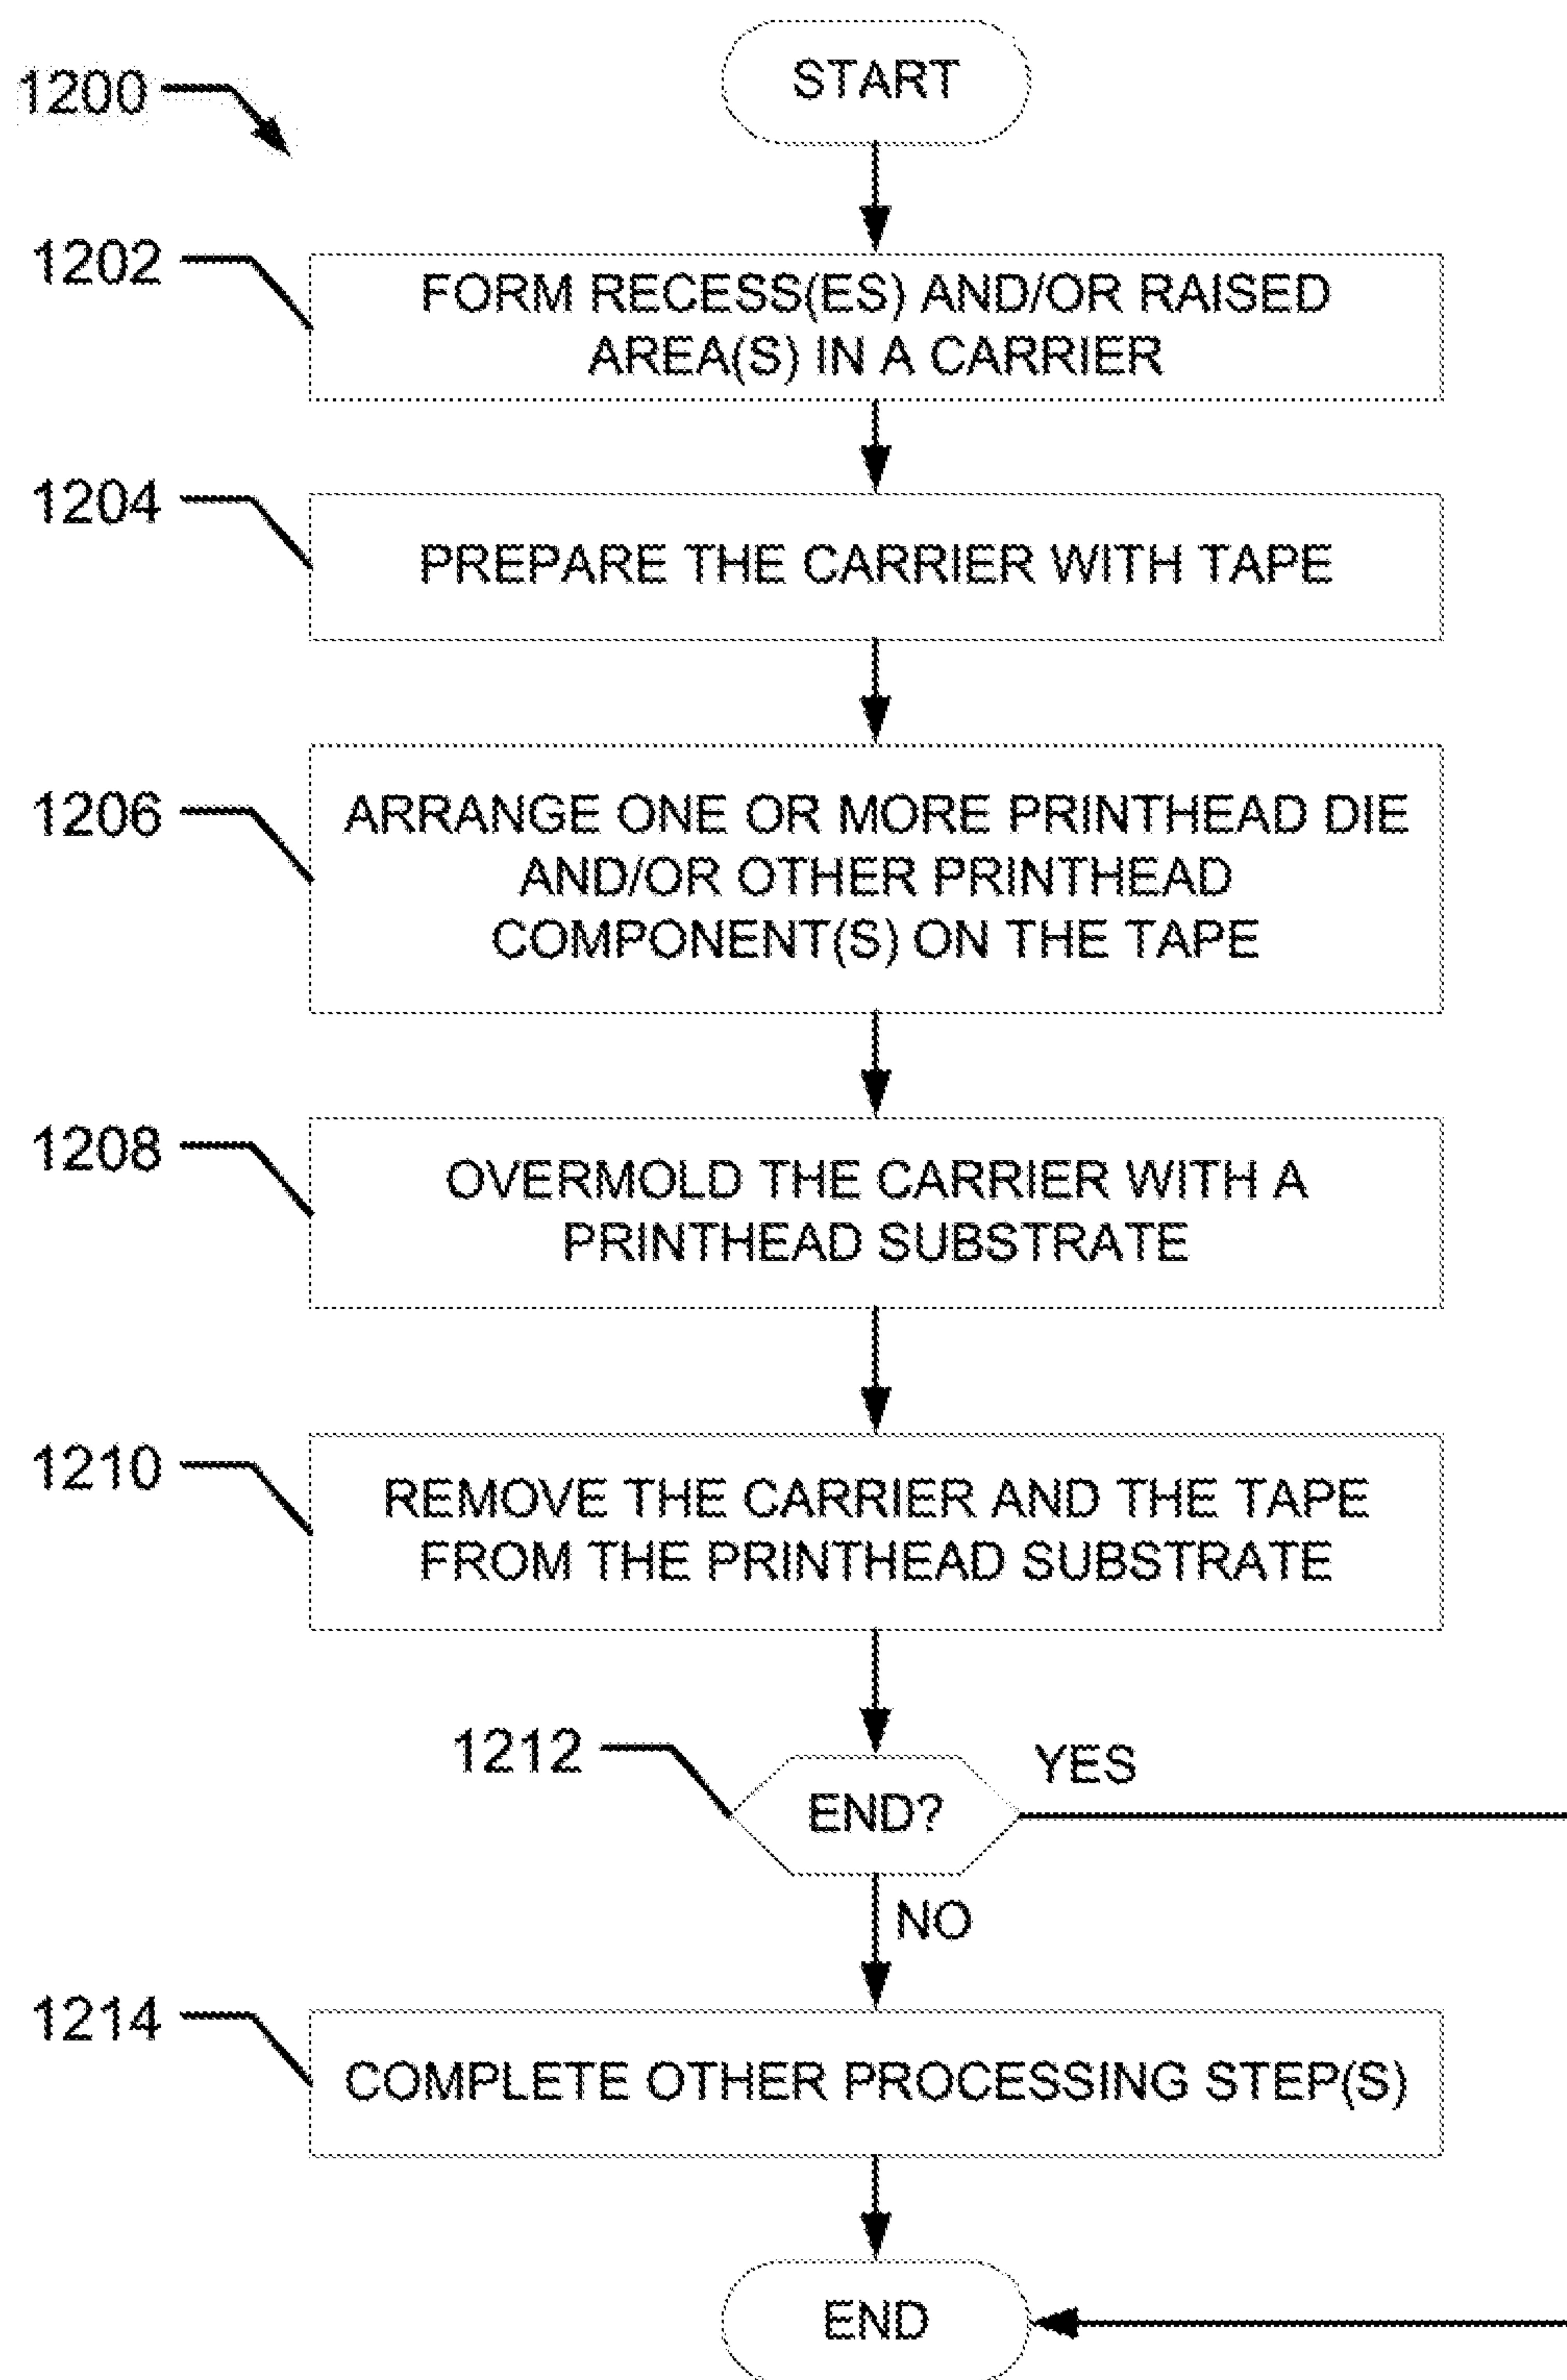 START
1200
1202
FORM RECESS(ES) AND/OR RAISED
AREA(S) IN A CARRIER
1204
PREPARE THE CARRIER WITH TAPE
1206
ARRANGE ONE OR MORE PRINTHEAD DIE
AND/OR OTHER PRINTHEAD
COMPONENT(S) ON THE TAPE
1208
OVERMOLD THE CARRIER WITH A
PRINTHEAD SUBSTRATE
1210
REMOVE THE CARRIER AND THE TAPE
FROM THE PRINTHEAD SUBSTRATE
1212
YES
END?
NO
1214
COMPLETE OTHER PROCESSING STEP(S)
END